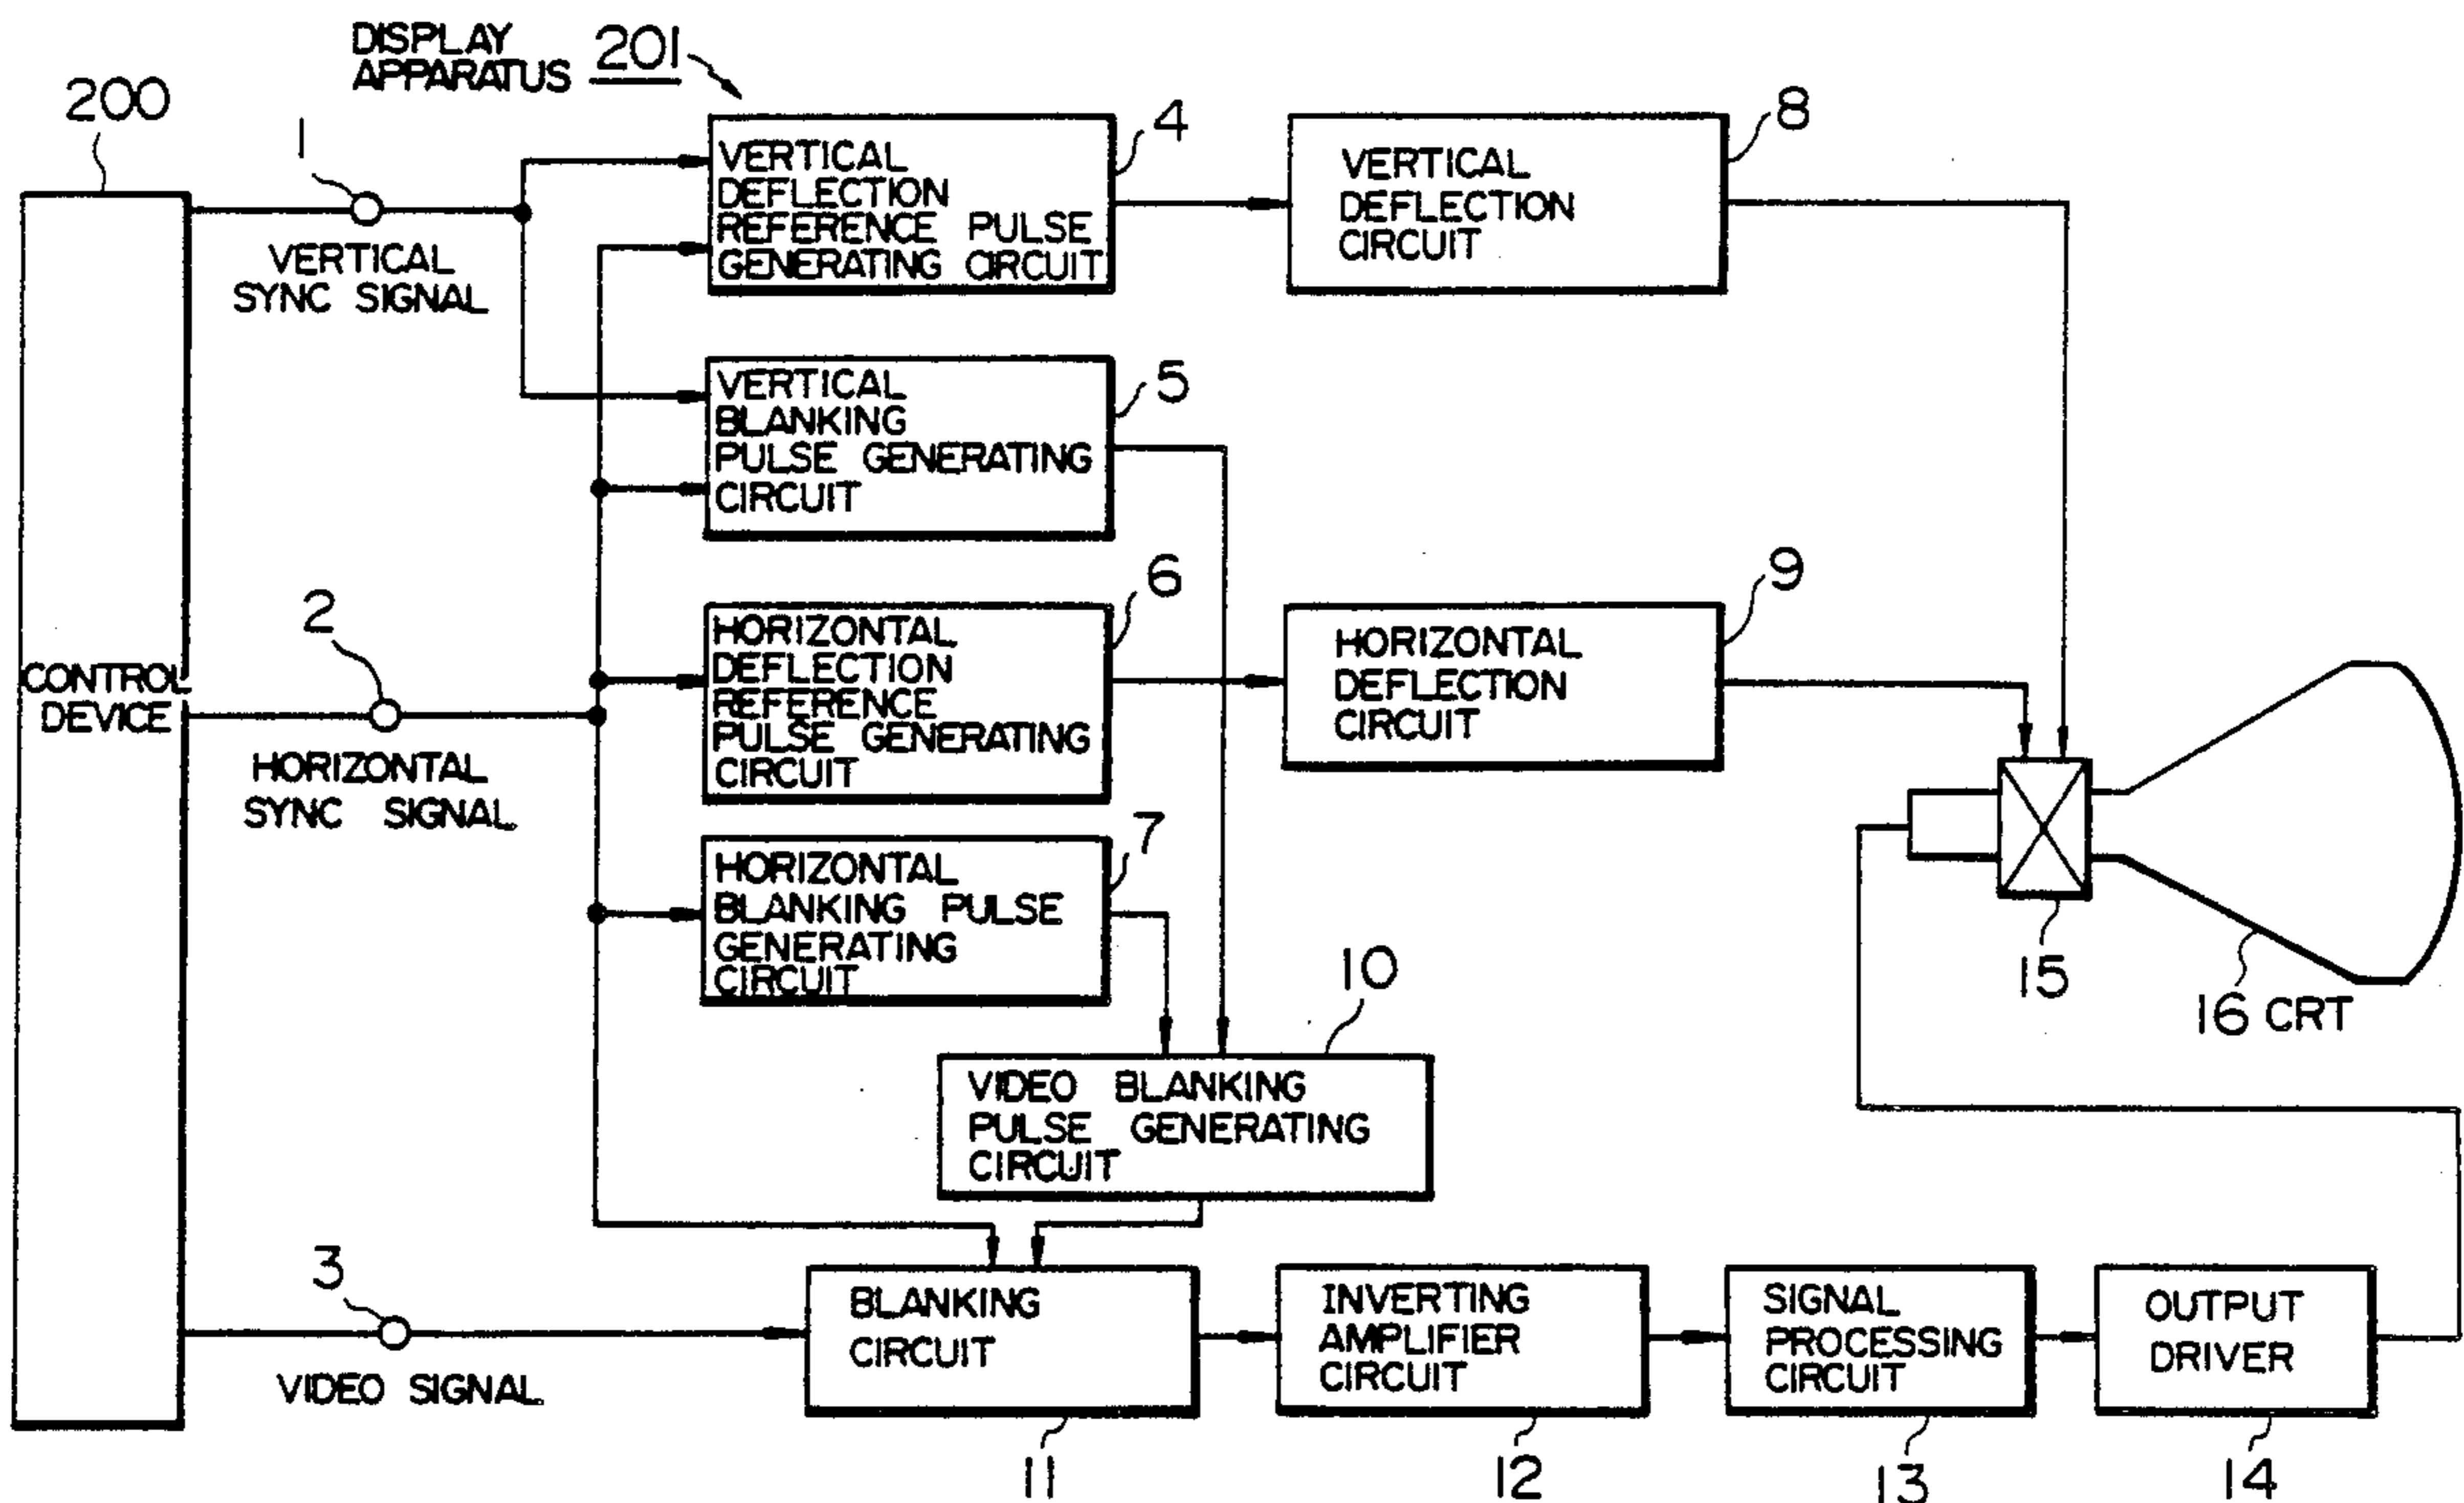 DISPLAY
APPARATUS 201
200
1
4
8
VERTICAL
DEFLECTION
REFERENCE PULSE
GENERATING CIRCUIT
VERTICAL
DEFLECTION
CIRCUIT
VERTICAL
SYNC SIGNAL
5
VERTICAL
BLANKING
PULSE GENERATING
CIRCUIT
6
9
2
HORIZONTAL
DEFLECTION
REFERENCE
PULSE GENERATING
CIRCUIT
HORIZONTAL
DEFLECTION
CIRCUIT
CONTROL
DEVICE
HORIZONTAL
SYNC SIGNAL
7
HORIZONTAL
BLANKING PULSE
GENERATING
CIRCUIT
15
16 CRT
10
VIDEO BLANKING
PULSE GENERATING
CIRCUIT
3
VIDEO SIGNAL
BLANKING
CIRCUIT
INVERTING
AMPLIFIER
CIRCUIT
SIGNAL
PROCESSING
CIRCUIT
OUTPUT
DRIVER
11
12
13
14